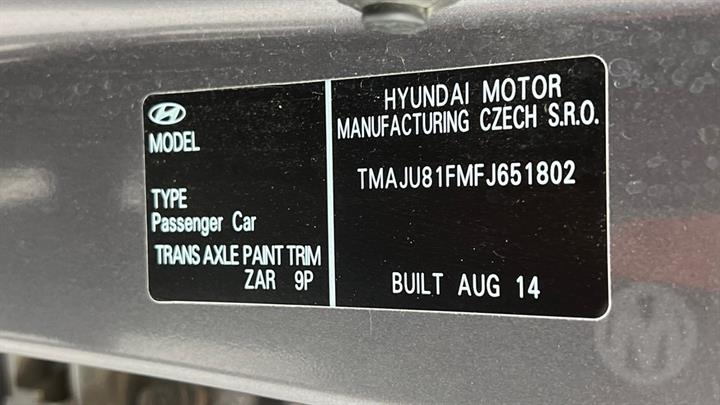 MODEL
TYPE
Passenger Car
TRANS AXLE PAINT TRIM
ZAR 9P
HYUNDAI MOTOR
MANUFACTURING CZECH S.R.O.
TMAJU81FMFJ651802
BUILT AUG 14
M